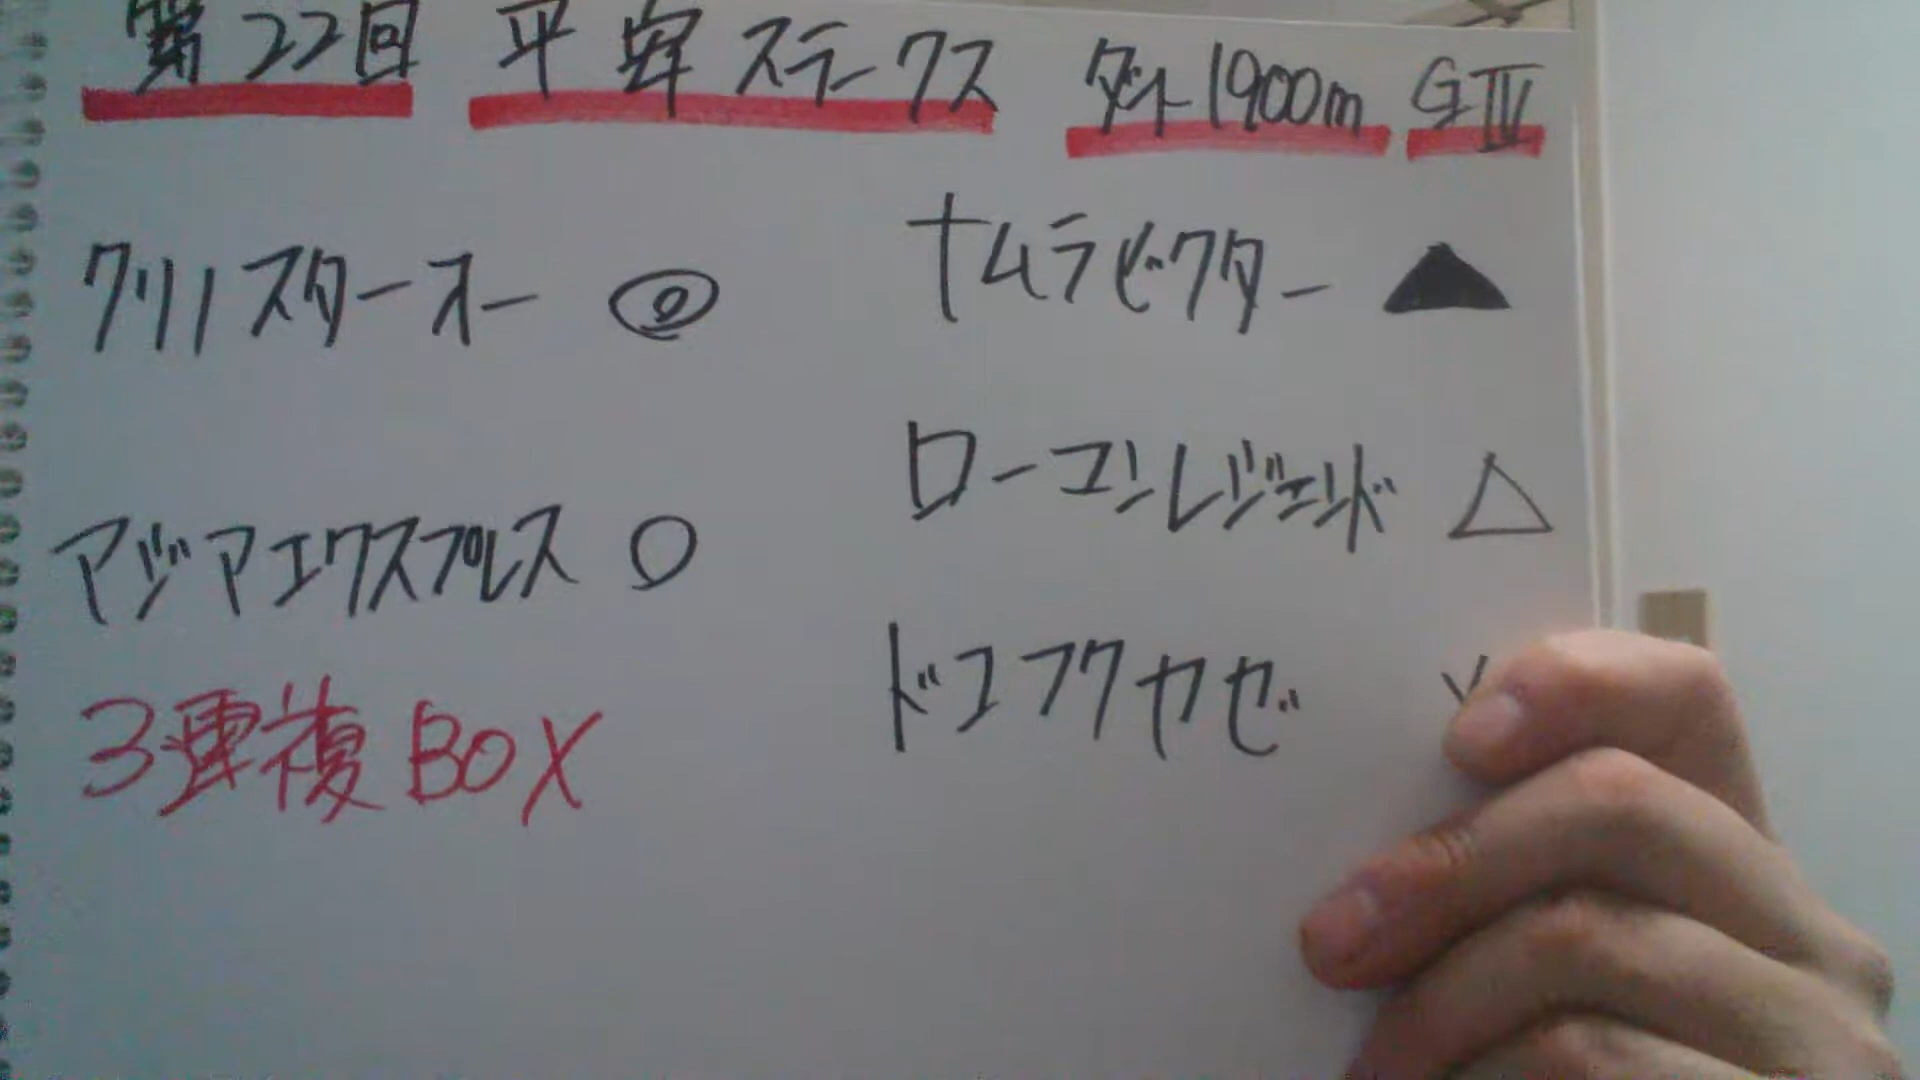 第22回 平安ステークス ダート1900m GⅣ
クリノスターオー ◎
アジアエクスプレス ○
3連複BOX
ナムラビクター ▲
ローマンレジェンド △
ドコフクカゼ